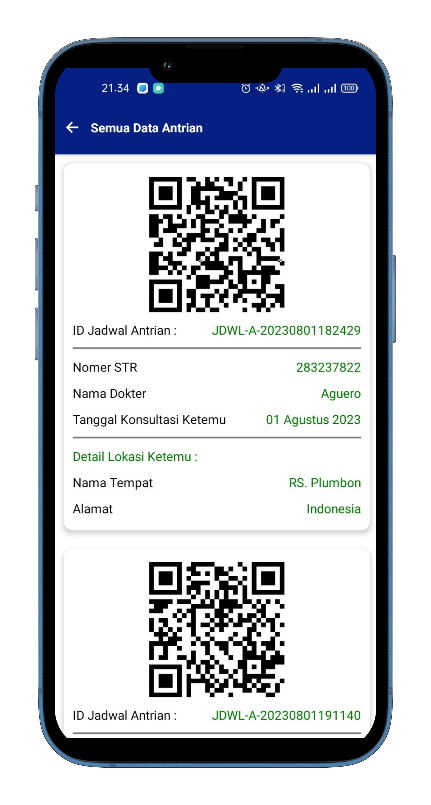 21.34
100
Semua Data Antrian
ID Jadwal Antrian : JDWL-A-20230801182429
Nomer STR 283237822
Nama Dokter Aguero
Tanggal Konsultasi Ketemu 01 Agustus 2023
Detail Lokasi Ketemu :
Nama Tempat RS. Plumbon
Alamat Indonesia
ID Jadwal Antrian : JDWL-A-20230801191140